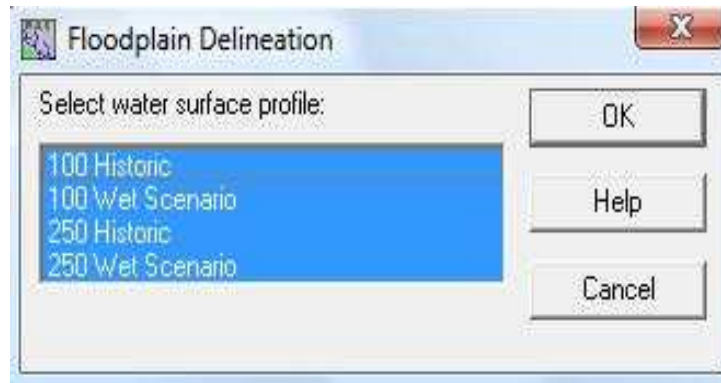 Floodplain Delineation
X
Select water surface profile:
100 Historic
100 Wet Scenario
250 Historic
250 Wet Scenario
OK
Help
Cancel